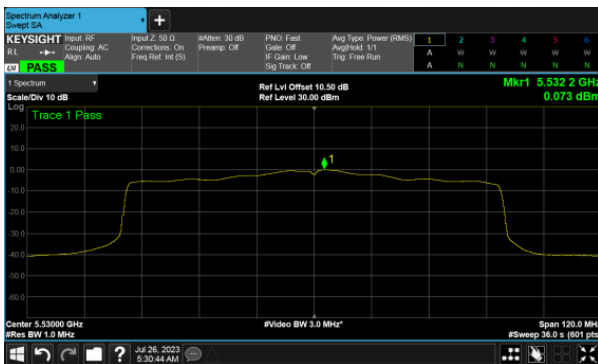 Spectrum Analyzer 1
Swept SA
+
KEYSIGHT Input: RF Input Z: 50 Ω #Atten: 30 dB PNO: Fast Avg Type: Power (RMS) 1 2 3 4 5 6
RL Coupling: AC Corrections: On Preamp: Off Gate: Off Avg|Hold: 1/1 A W W W W W
Align: Auto Freq Ref: Int (S) IF Gain: Low Trig: Free Run
PASS Sig Track: Off A N N N N N
1 Spectrum Ref Lvl Offset 10.50 dB Mkr1 5.532 2 GHz
Scale/Div 10 dB Ref Level 30.00 dBm 0.073 dBm
Log
Trace 1 Pass
20.0
10.0
1
0.00
-10.0
-20.0
-30.0
-40.0
-50.0
-60.0
Center 5.53000 GHz #Video BW 3.0 MHz* Span 120.0 MHz
#Res BW 1.0 MHz #Sweep 36.0 s (601 pts
? Jul 26, 2023
5:30:44 AM